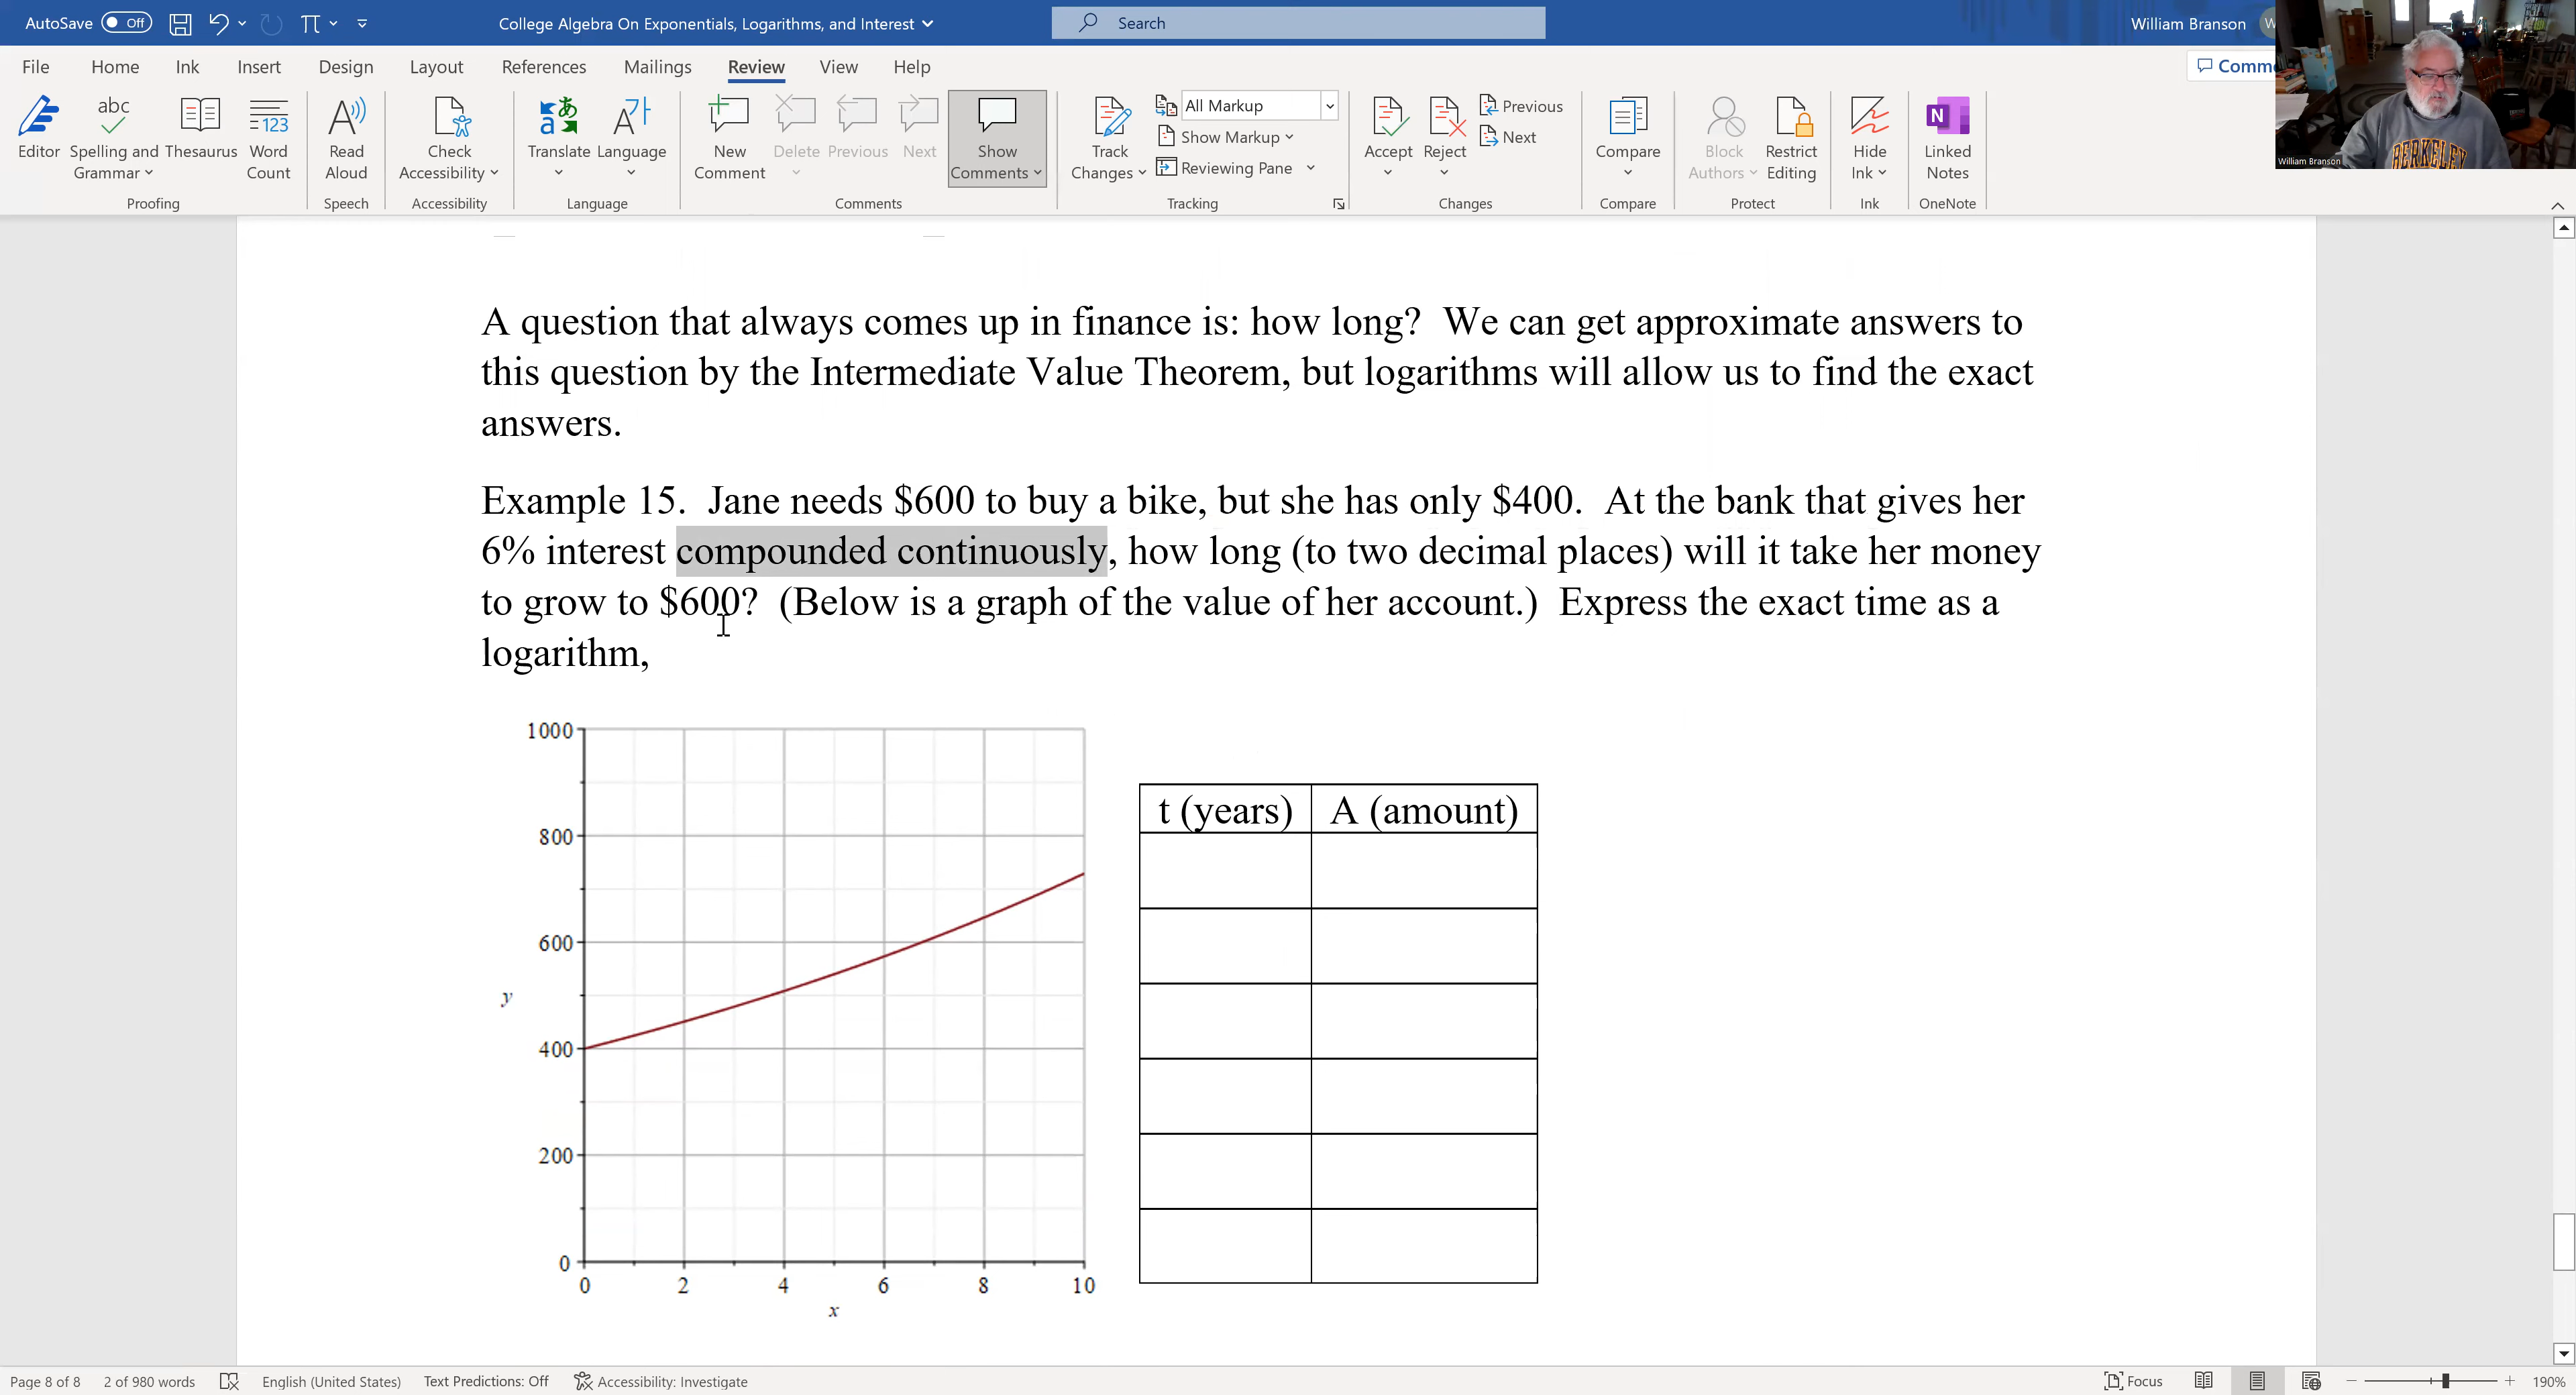 AutoSave Off
College Algebra On Exponentials, Logarithms, and Interest
Search
William Branson
File Home Ink Insert Design Layout References Mailings Review View Help
Comm
William Branson
BERKELEY
Editor
abc
Spelling and Grammar
Thesaurus
123
Word Count
Proofing
Read Aloud
Speech
Check Accessibility
Accessibility
Translate
Language
Language
New Comment
Delete
Previous
Next
Show Comments
Comments
Track Changes
All Markup
Show Markup
Reviewing Pane
Tracking
Accept
Reject
Previous
Next
Changes
Compare
Compare
Block Authors
Restrict Editing
Protect
Hide Ink
Ink
N
Linked Notes
OneNote
A question that always comes up in finance is: how long? We can get approximate answers to
this question by the Intermediate Value Theorem, but logarithms will allow us to find the exact
answers.
Example 15. Jane needs $600 to buy a bike, but she has only $400. At the bank that gives her
6% interest compounded continuously, how long (to two decimal places) will it take her money
to grow to $600? (Below is a graph of the value of her account.) Express the exact time as a
logarithm,
1000
800
600
y
400
200
0
0 2 4 6 8 10
x
t (years) A (amount)
Page 8 of 8 2 of 980 words English (United States) Text Predictions: Off Accessibility: Investigate Focus 190%